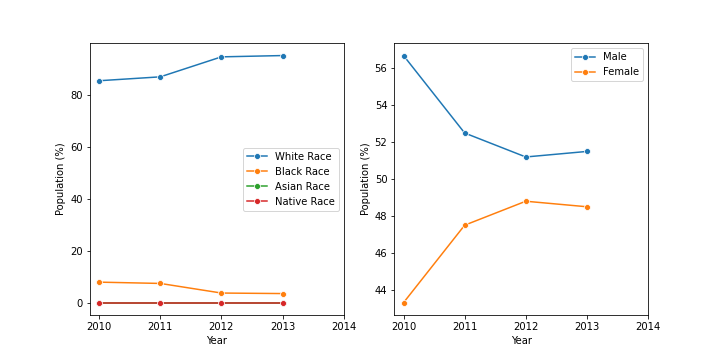 Population (%)
80
60
40
20
0
2010 2011 2012 2013 2014
Year
White Race
Black Race
Asian Race
Native Race
Population (%)
56
54
52
50
48
46
44
2010 2011 2012 2013 2014
Year
Male
Female